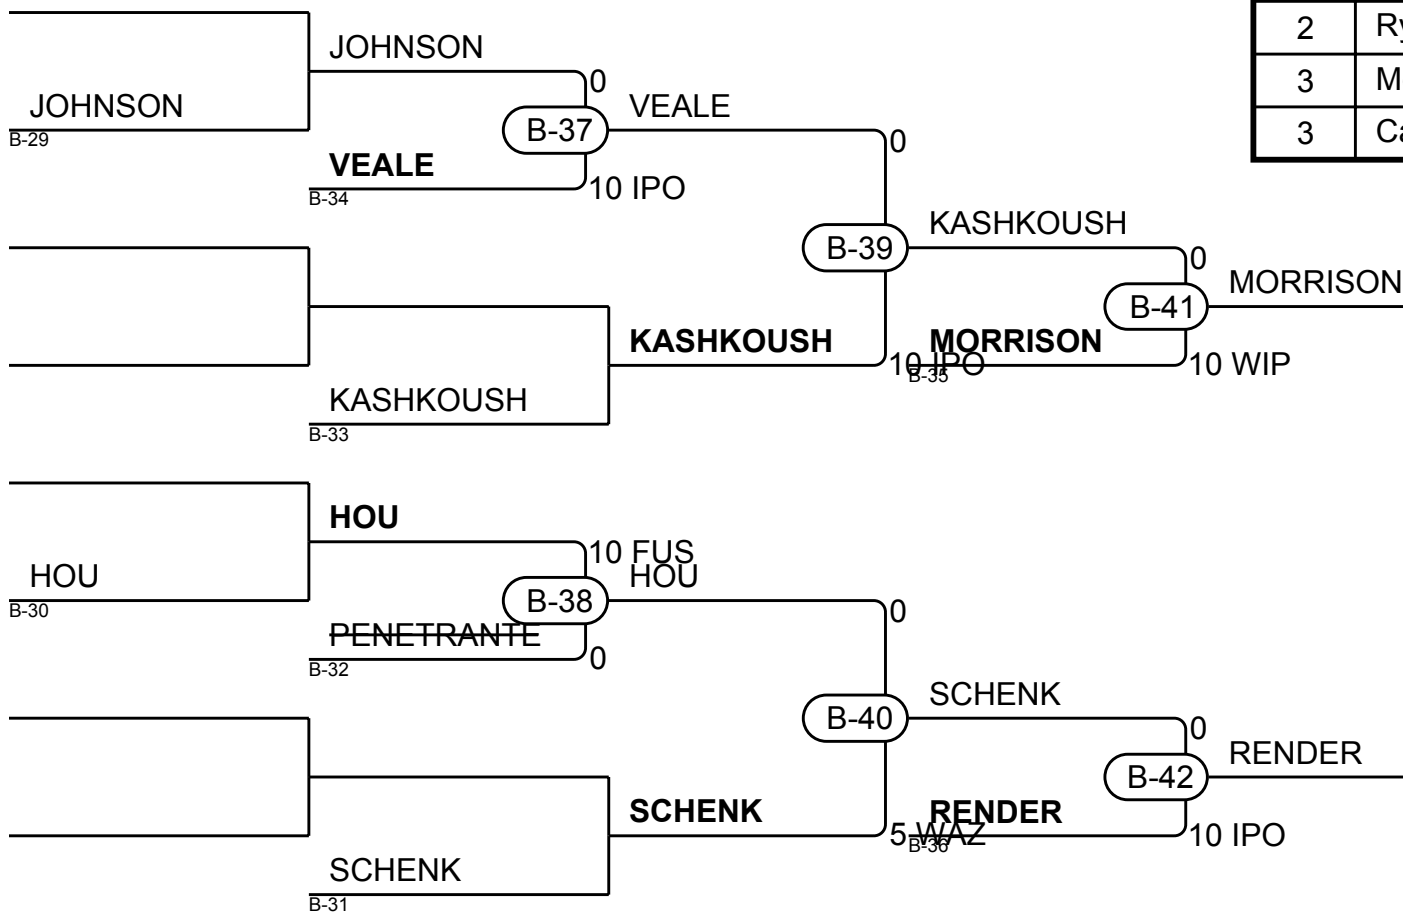 2 Ry
JOHNSON
0
3 M
JOHNSON
VEALE
B-29
B-37
3 Ca
0
VEALE
10 IPO
B-34
KASHKOUSH
B-39
0
MORRISON
B-41
KASHKOUSH
MORRISON
10 IPO
B-35
10 WIP
KASHKOUSH
B-33
HOU
10 FUS
HOU
HOU
B-30
B-38
0
PENETRANTE
0
B-32
SCHENK
B-40
0
RENDER
B-42
SCHENK
RENDER
5 WAZ
B-36
10 IPO
SCHENK
B-31